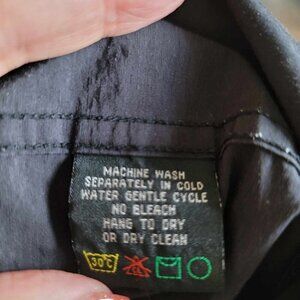 MACHINE WASH
SEPARATELY IN COLD
WATER GENTLE CYCLE
NO BLEACH
HANG TO DRY
OR DRY CLEAN
30°C